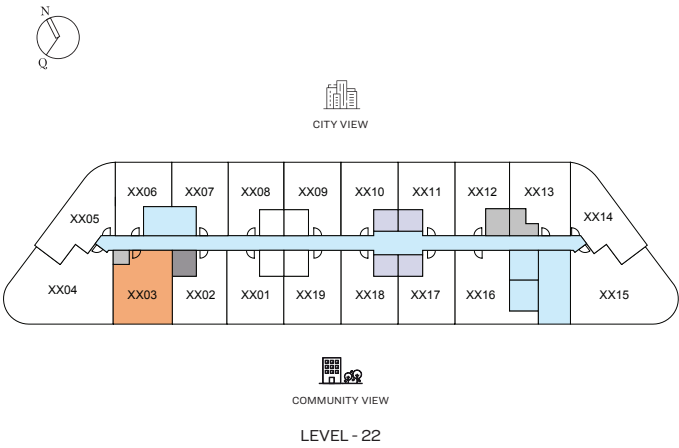 N
Q
CITY VIEW
XX06 XX07 XX08 XX09 XX10 XX11 XX12 XX13
XX05 XX14
XX04 XX03 XX02 XX01 XX19 XX18 XX17 XX16 XX15
COMMUNITY VIEW
LEVEL - 22